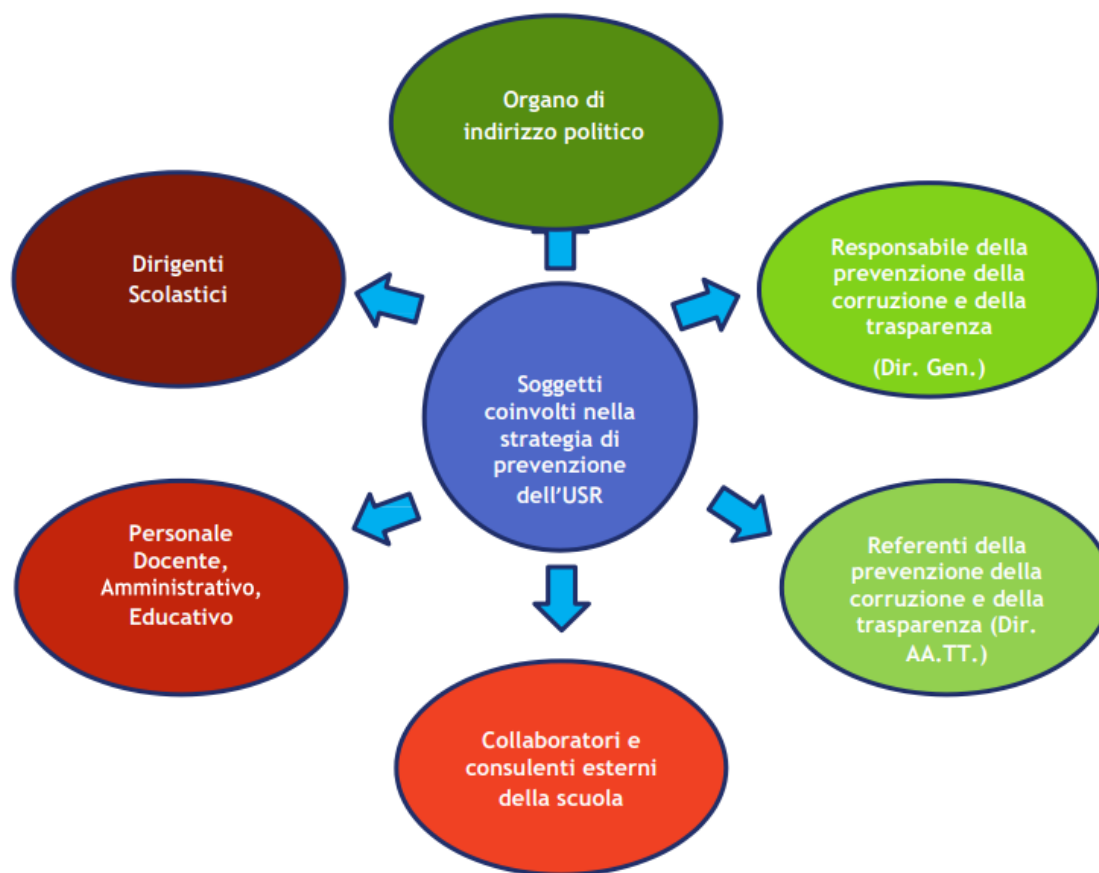 Organo di
indirizzo politico
Dirigenti
Scolastici
Responsabile della
prevenzione della
corruzione e della
trasparenza
(Dir. Gen.)
Soggetti
coinvolti nella
strategia di
prevenzione
dell’USR
Personale
Docente,
Amministrativo,
Educativo
Referenti della
prevenzione della
corruzione e della
trasparenza (Dir.
AA.TT.)
Collaboratori e
consulenti esterni
della scuola